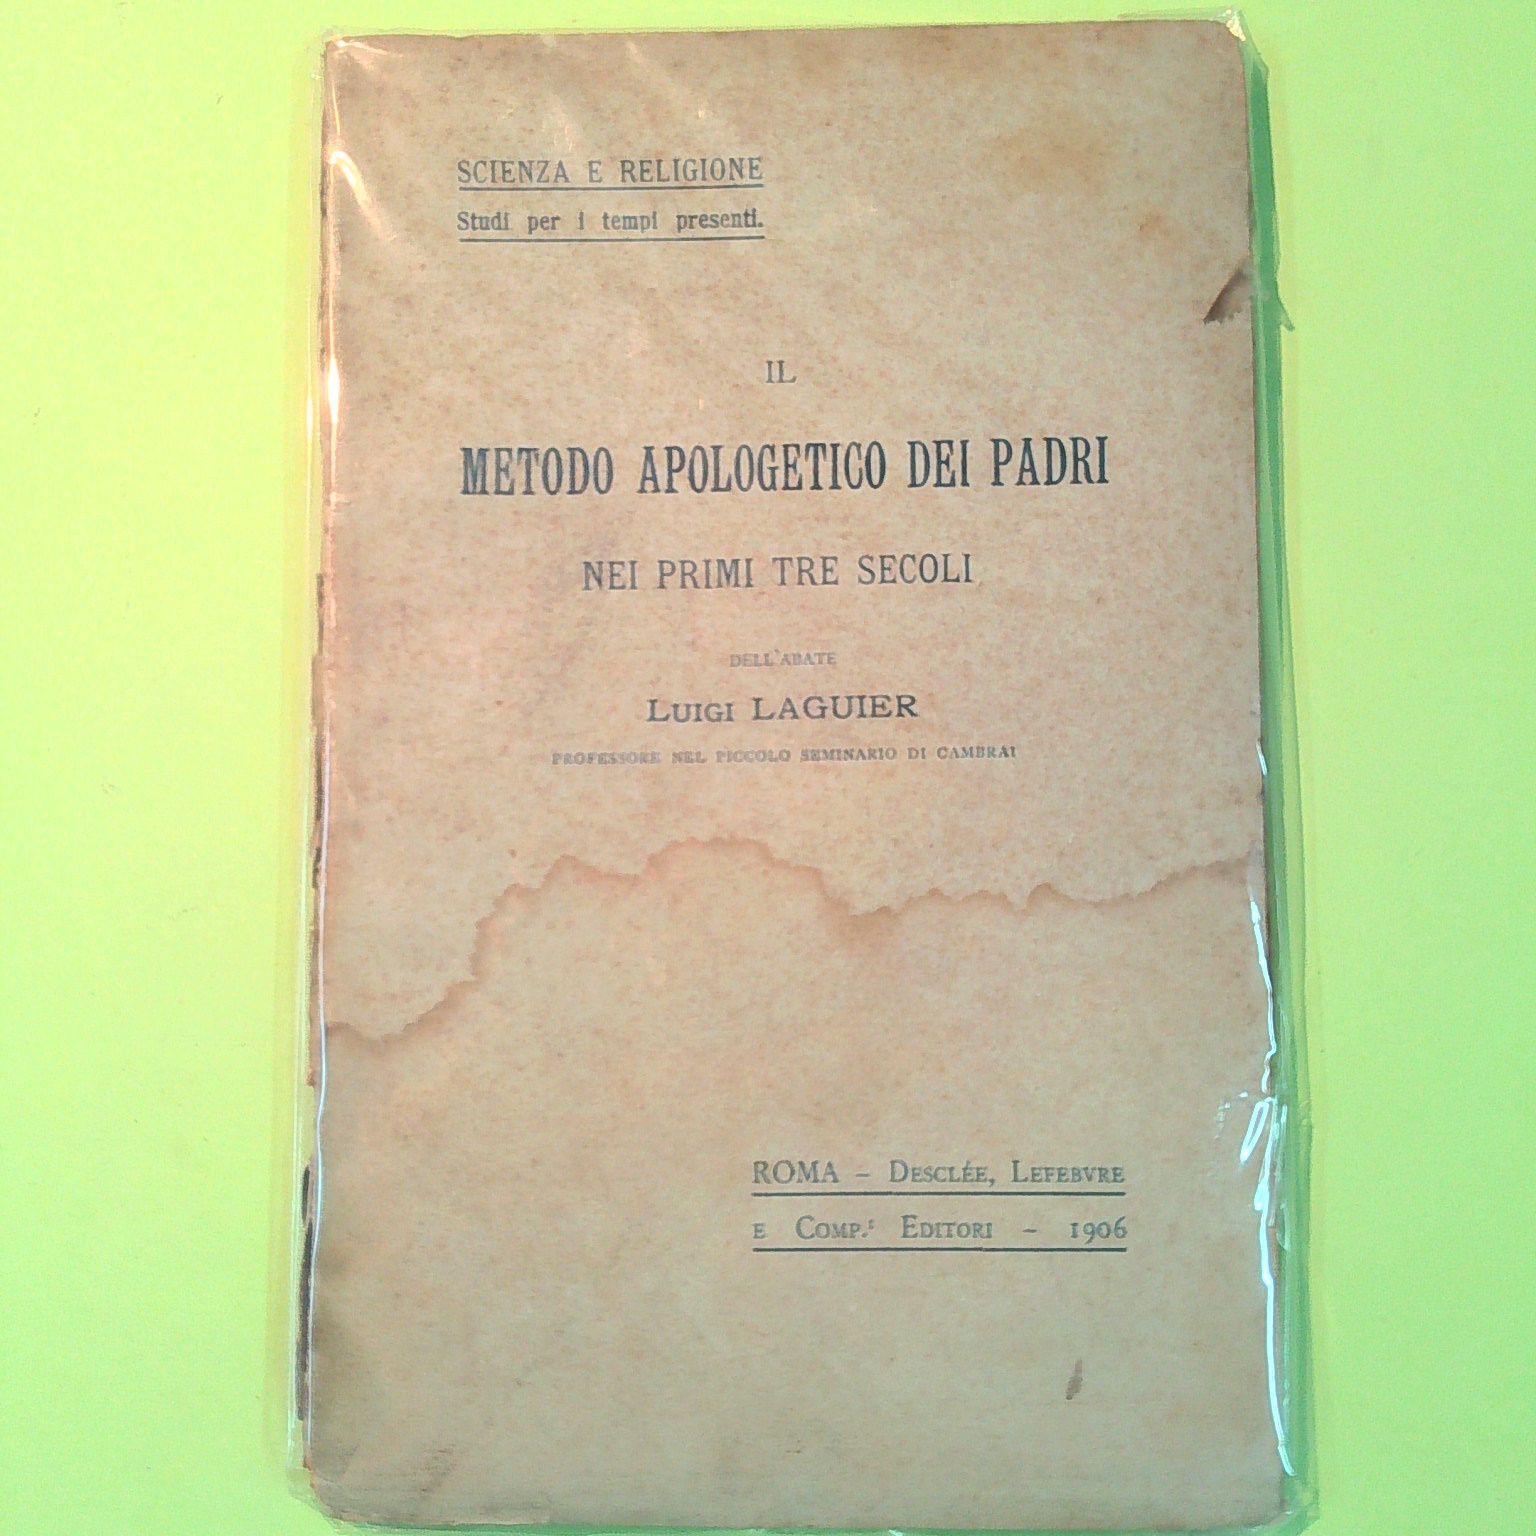 SCIENZA E RELIGIONE
Studi per i tempi presenti.
IL
METODO APOLOGETICO DEI PADRI
NEI PRIMI TRE SECOLI
DELL'ABATE
LUIGI LAGUIER
PROFESSORE NEL PICCOLO SEMINARIO DI CAMBRAI
ROMA – DESCLÉE, LEFEBVRE
E COMP.ⁱ EDITORI – 1906